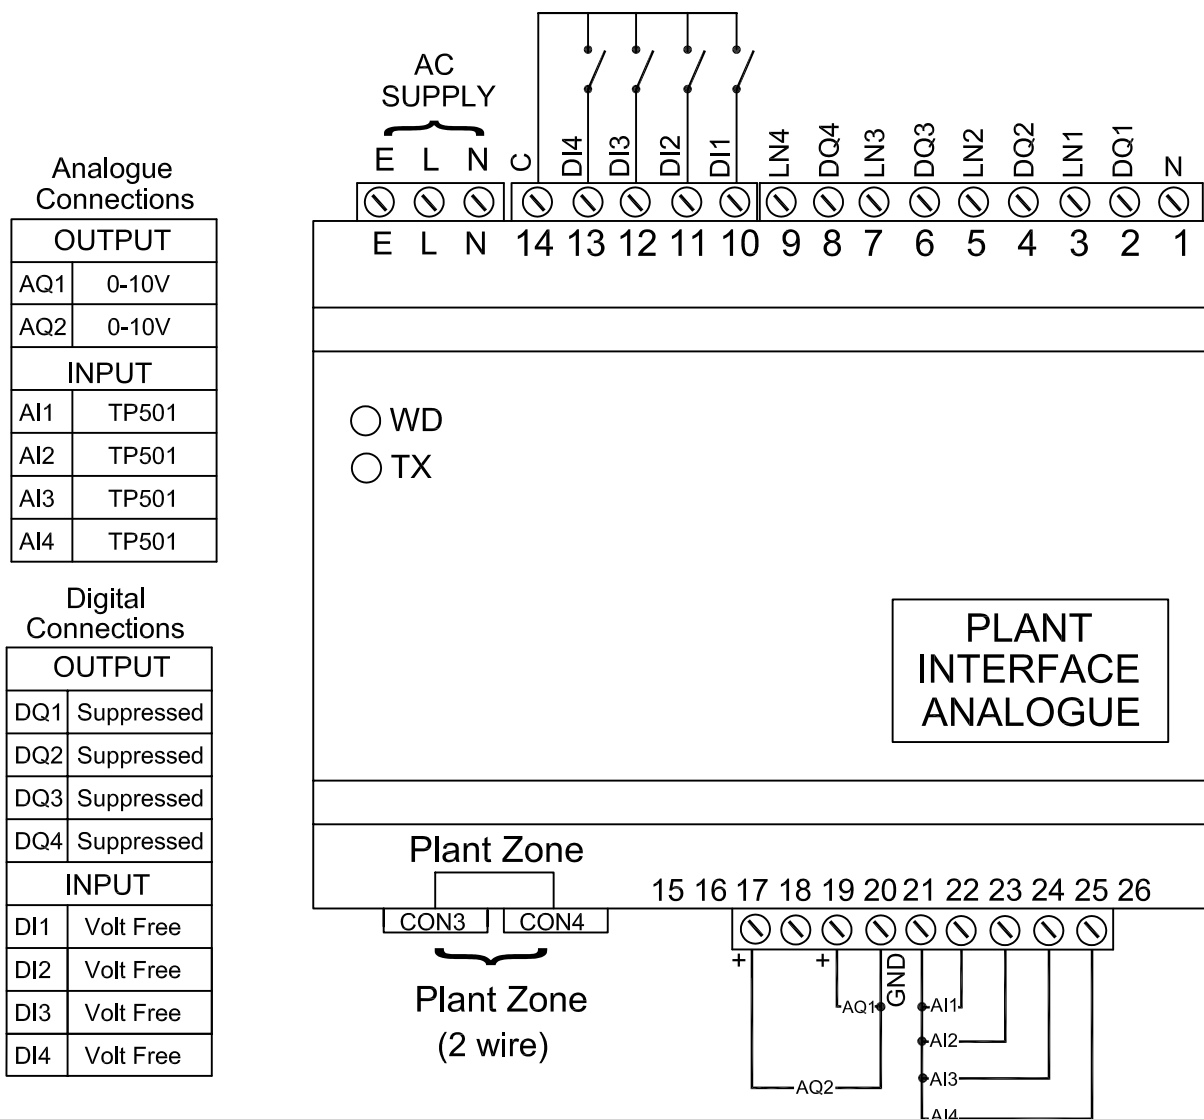 AC
SUPPLY
E L N
C DI4 DI3 DI2 DI1 LN4 DQ4 LN3 DQ3 LN2 DQ2 LN1 DQ1 N
E L N 14 13 12 11 10 9 8 7 6 5 4 3 2 1
Analogue
Connections
OUTPUT
AQ1 0-10V
AQ2 0-10V
INPUT
AI1 TP501
AI2 TP501
AI3 TP501
AI4 TP501
Digital
Connections
OUTPUT
DQ1 Suppressed
DQ2 Suppressed
DQ3 Suppressed
DQ4 Suppressed
INPUT
DI1 Volt Free
DI2 Volt Free
DI3 Volt Free
DI4 Volt Free
WD
TX
PLANT
INTERFACE
ANALOGUE
Plant Zone
CON3 CON4
Plant Zone
(2 wire)
15 16 17 18 19 20 21 22 23 24 25 26
+ + GND
AQ1 AI1
AI2
AI3
AQ2
AI4